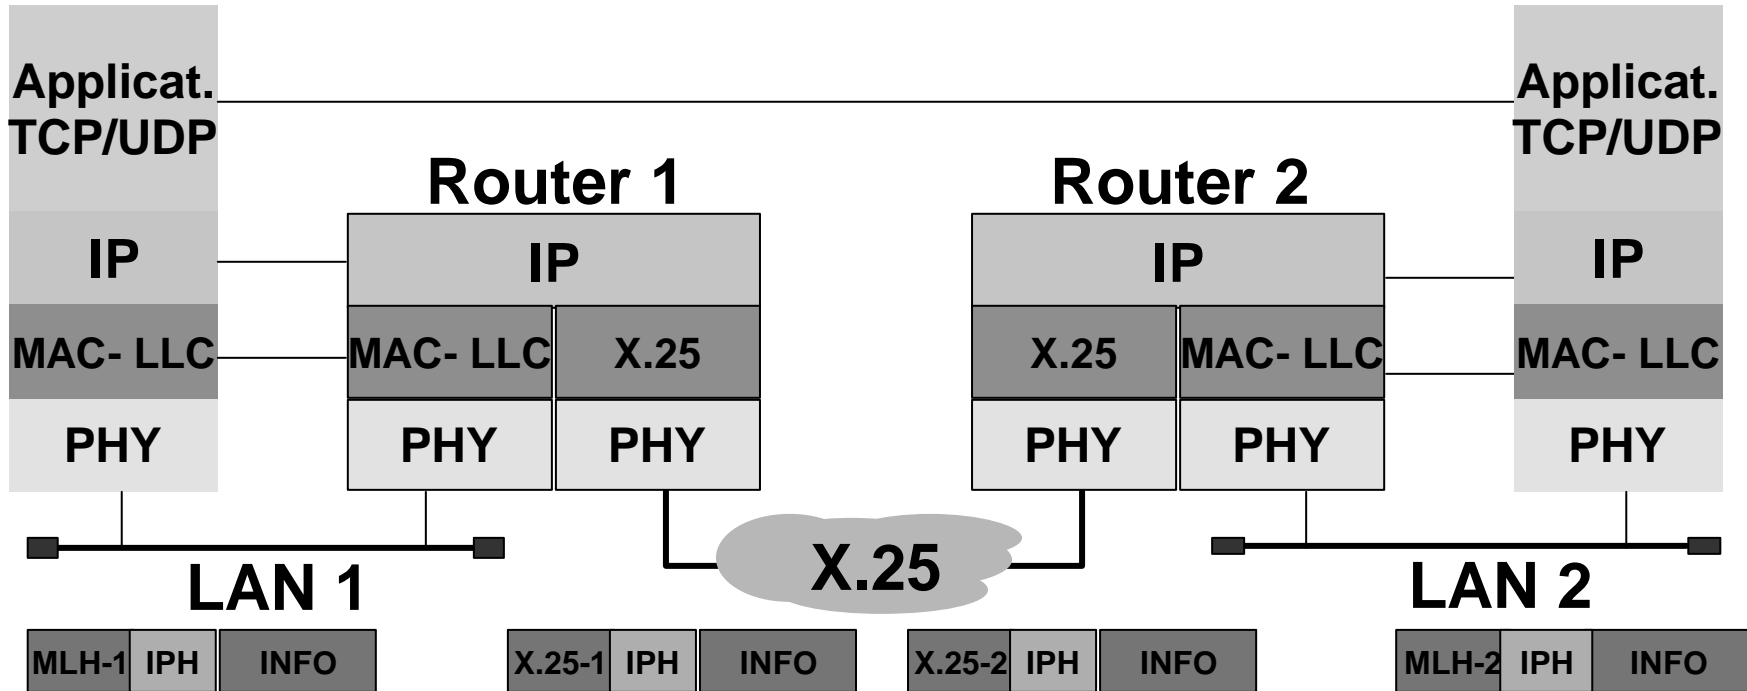 Applicat.
TCP/UDP
Applicat.
TCP/UDP
Router 1
Router 2
IP
IP
IP
IP
MAC- LLC
MAC- LLC
X.25
X.25
MAC- LLC
MAC- LLC
PHY
PHY
PHY
PHY
PHY
PHY
X.25
LAN 1
LAN 2
MLH-1
IPH
INFO
X.25-1
IPH
INFO
X.25-2
IPH
INFO
MLH-2
IPH
INFO